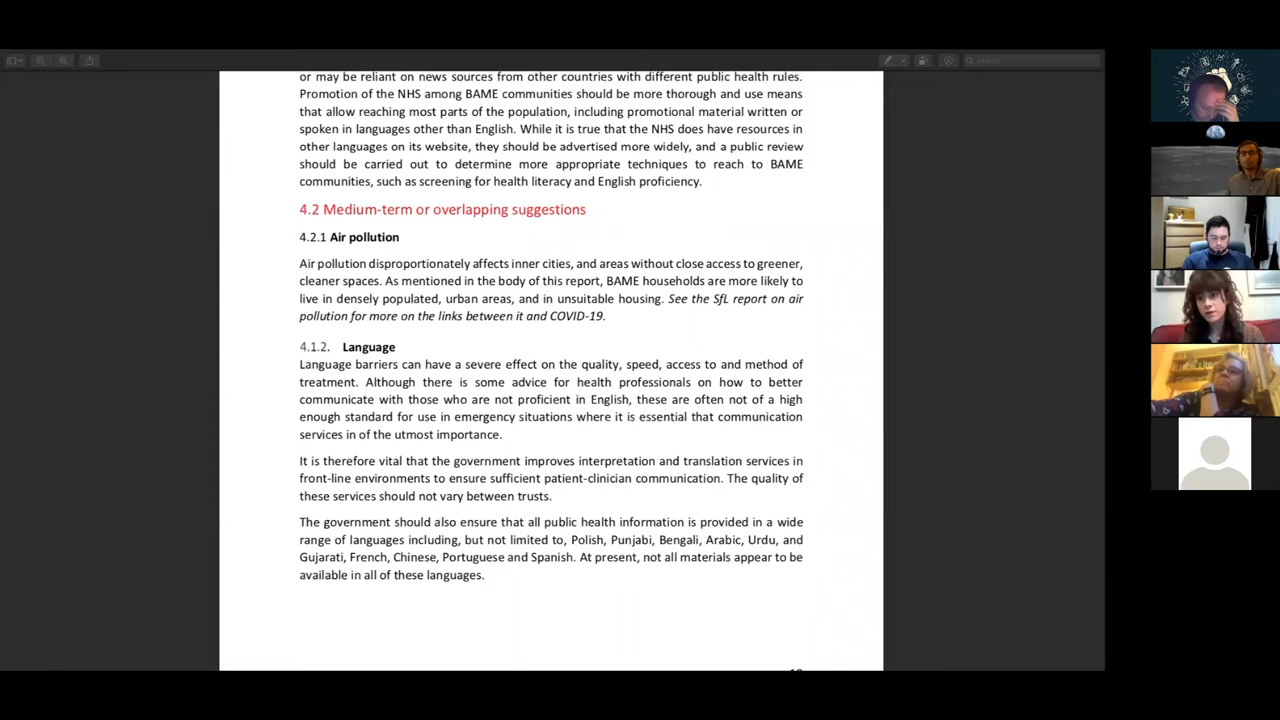 or may be reliant on news sources from other countries with different public health rules.
Promotion of the NHS among BAME communities should be more thorough and use means
that allow reaching most parts of the population, including promotional material written or
spoken in languages other than English. While it is true that the NHS does have resources in
other languages on its website, they should be advertised more widely, and a public review
should be carried out to determine more appropriate techniques to reach to BAME
communities, such as screening for health literacy and English proficiency.
4.2 Medium-term or overlapping suggestions
4.2.1 Air pollution
Air pollution disproportionately affects inner cities, and areas without close access to greener,
cleaner spaces. As mentioned in the body of this report, BAME households are more likely to
live in densely populated, urban areas, and in unsuitable housing. See the SfL report on air
pollution for more on the links between it and COVID-19.
4.1.2. Language
Language barriers can have a severe effect on the quality, speed, access to and method of
treatment. Although there is some advice for health professionals on how to better
communicate with those who are not proficient in English, these are often not of a high
enough standard for use in emergency situations where it is essential that communication
services in of the utmost importance.
It is therefore vital that the government improves interpretation and translation services in
front-line environments to ensure sufficient patient-clinician communication. The quality of
these services should not vary between trusts.
The government should also ensure that all public health information is provided in a wide
range of languages including, but not limited to, Polish, Punjabi, Bengali, Arabic, Urdu, and
Gujarati, French, Chinese, Portuguese and Spanish. At present, not all materials appear to be
available in all of these languages.